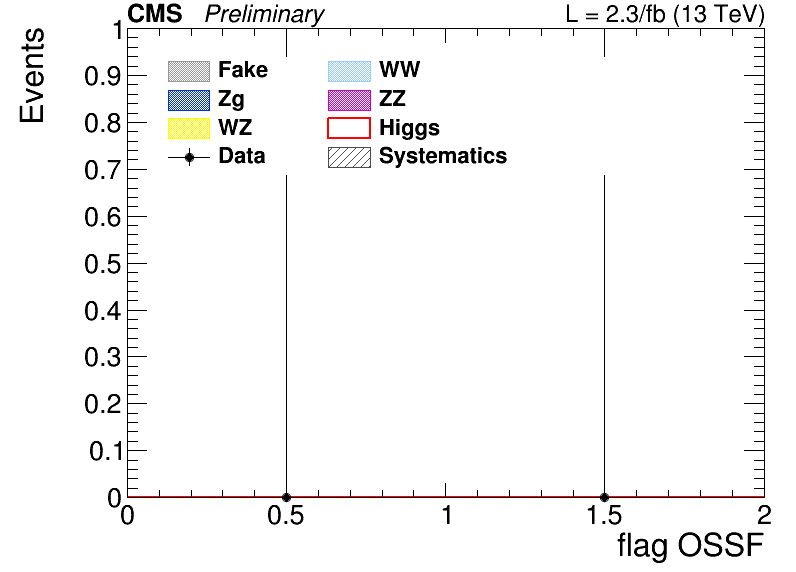 CMS Preliminary L = 2.3/fb (13 TeV)
Events
1
0.9
0.8
0.7
0.6
0.5
0.4
0.3
0.2
0.1
0
Fake WW
Zg ZZ
WZ Higgs
Data Systematics
0 0.5 1 1.5 2
flag OSSF